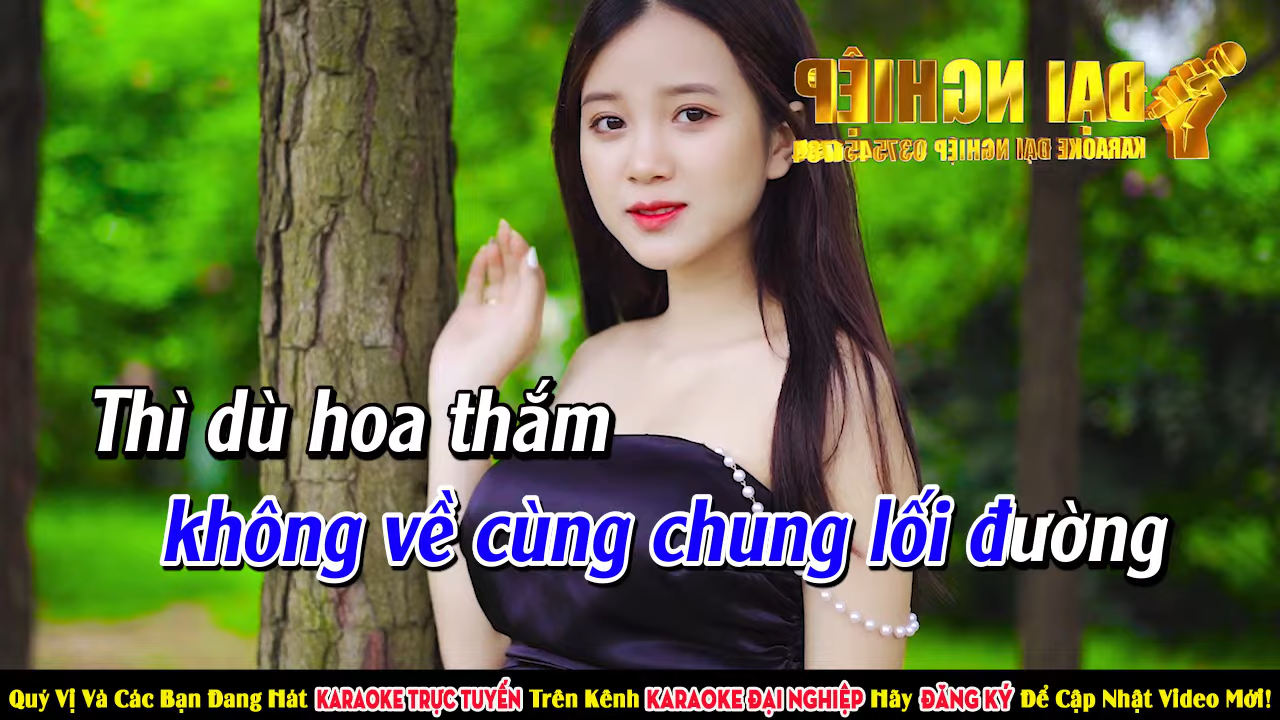 ĐẠI NGHIỆP
KARAOKE ĐẠI NGHIỆP
Thì dù hoa thắm
không về cùng chung lối đường
Quý Vị Và Các Bạn Đang Hát KARAOKE TRỰC TUYẾN Trên Kênh KARAOKE ĐẠI NGHIỆP Hãy ĐĂNG KÝ Để Cập Nhật Video Mới!